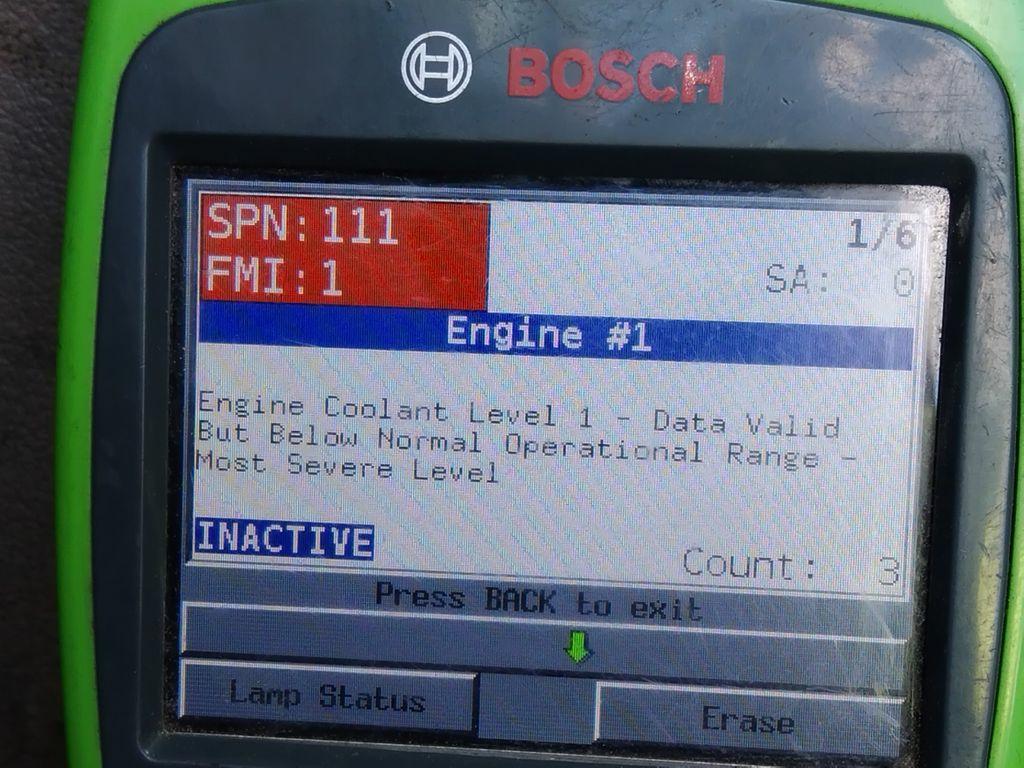 BOSCH
SPN: 111
1/6
FMI: 1
SA: 0
Engine #1
Engine Coolant Level 1 - Data Valid
But Below Normal Operational Range -
Most Severe Level
INACTIVE
Count: 3
Press BACK to exit
Lamp Status
Erase